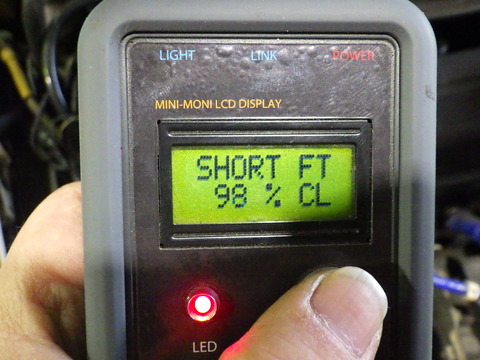 LIGHT LINK POWER
MINI-MONI LCD DISPLAY
SHORT FT
98 % CL
LED